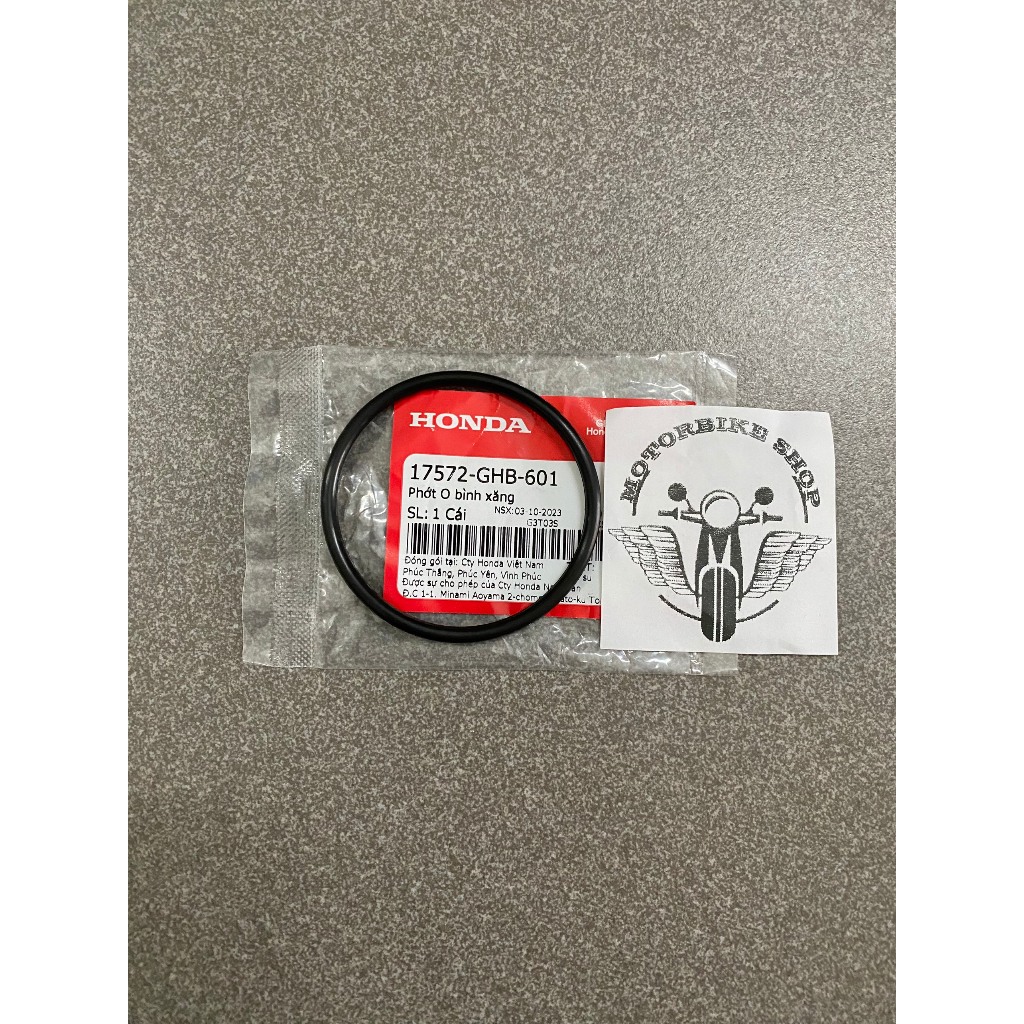 HONDA
17572-GHB-601
Phớt O bình xăng
SL: 1 Cái
NSX:03-10-2023
G3T03S
Đóng gói tại: Cty Honda Việt Nam
Phúc Thắng, Phúc Yên, Vĩnh Phúc
Được sự cho phép của Cty Honda
Đ.C 1-1, Minami Aoyama 2-chome
MOTORBIKE SHOP